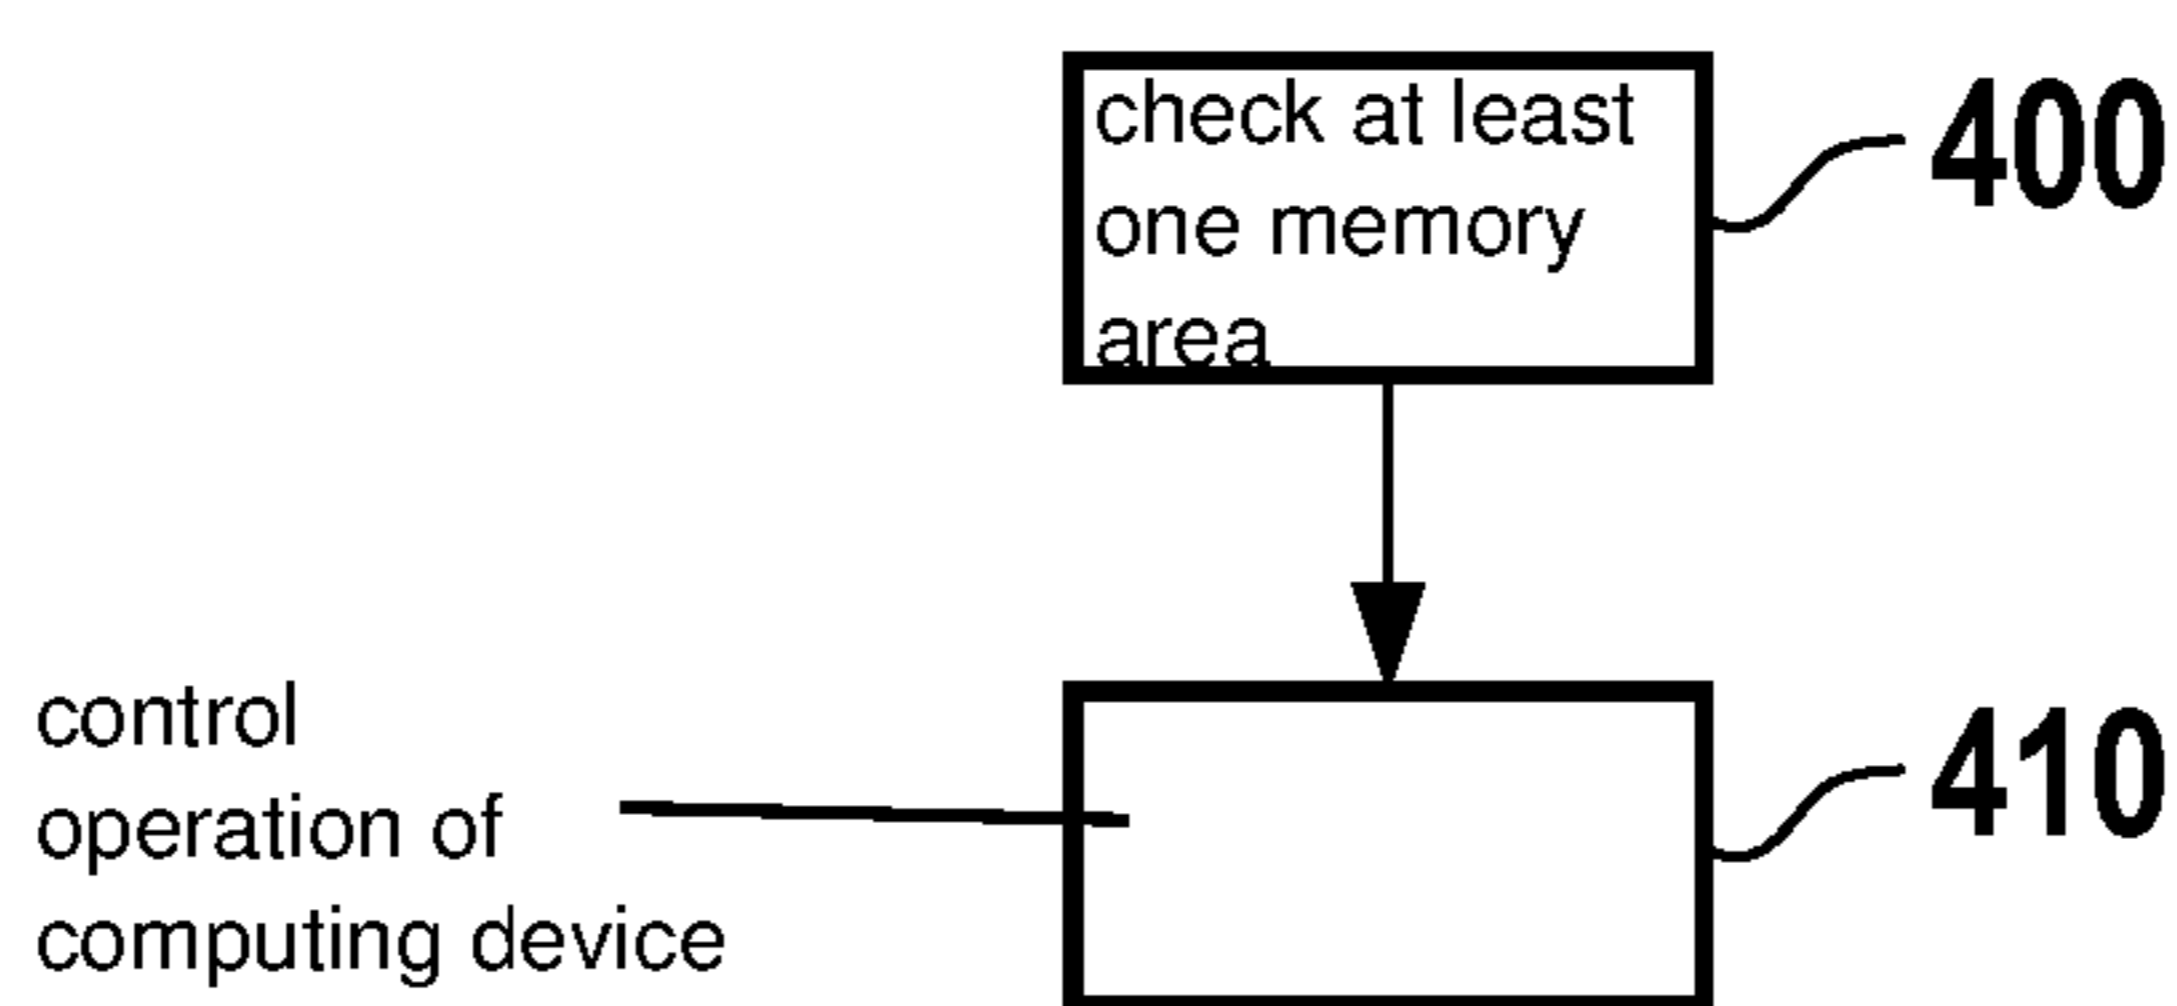 check at least
one memory
area
400
control
operation of
computing device
410